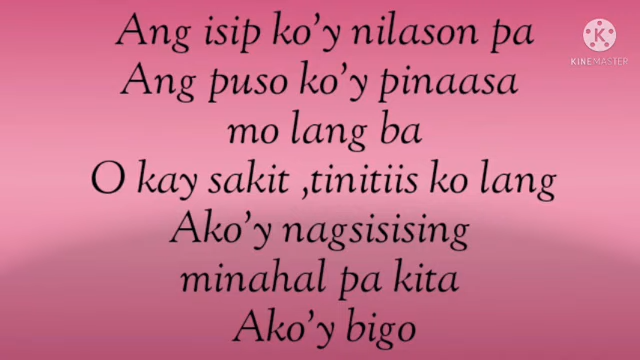 Ang isip ko'y nilason pa
Ang puso ko'y pinaasa
mo lang ba
O kay sakit ,tinitiis ko lang
Ako'y nagsisising
minahal pa kita
Ako'y bigo
K
KINEMASTER